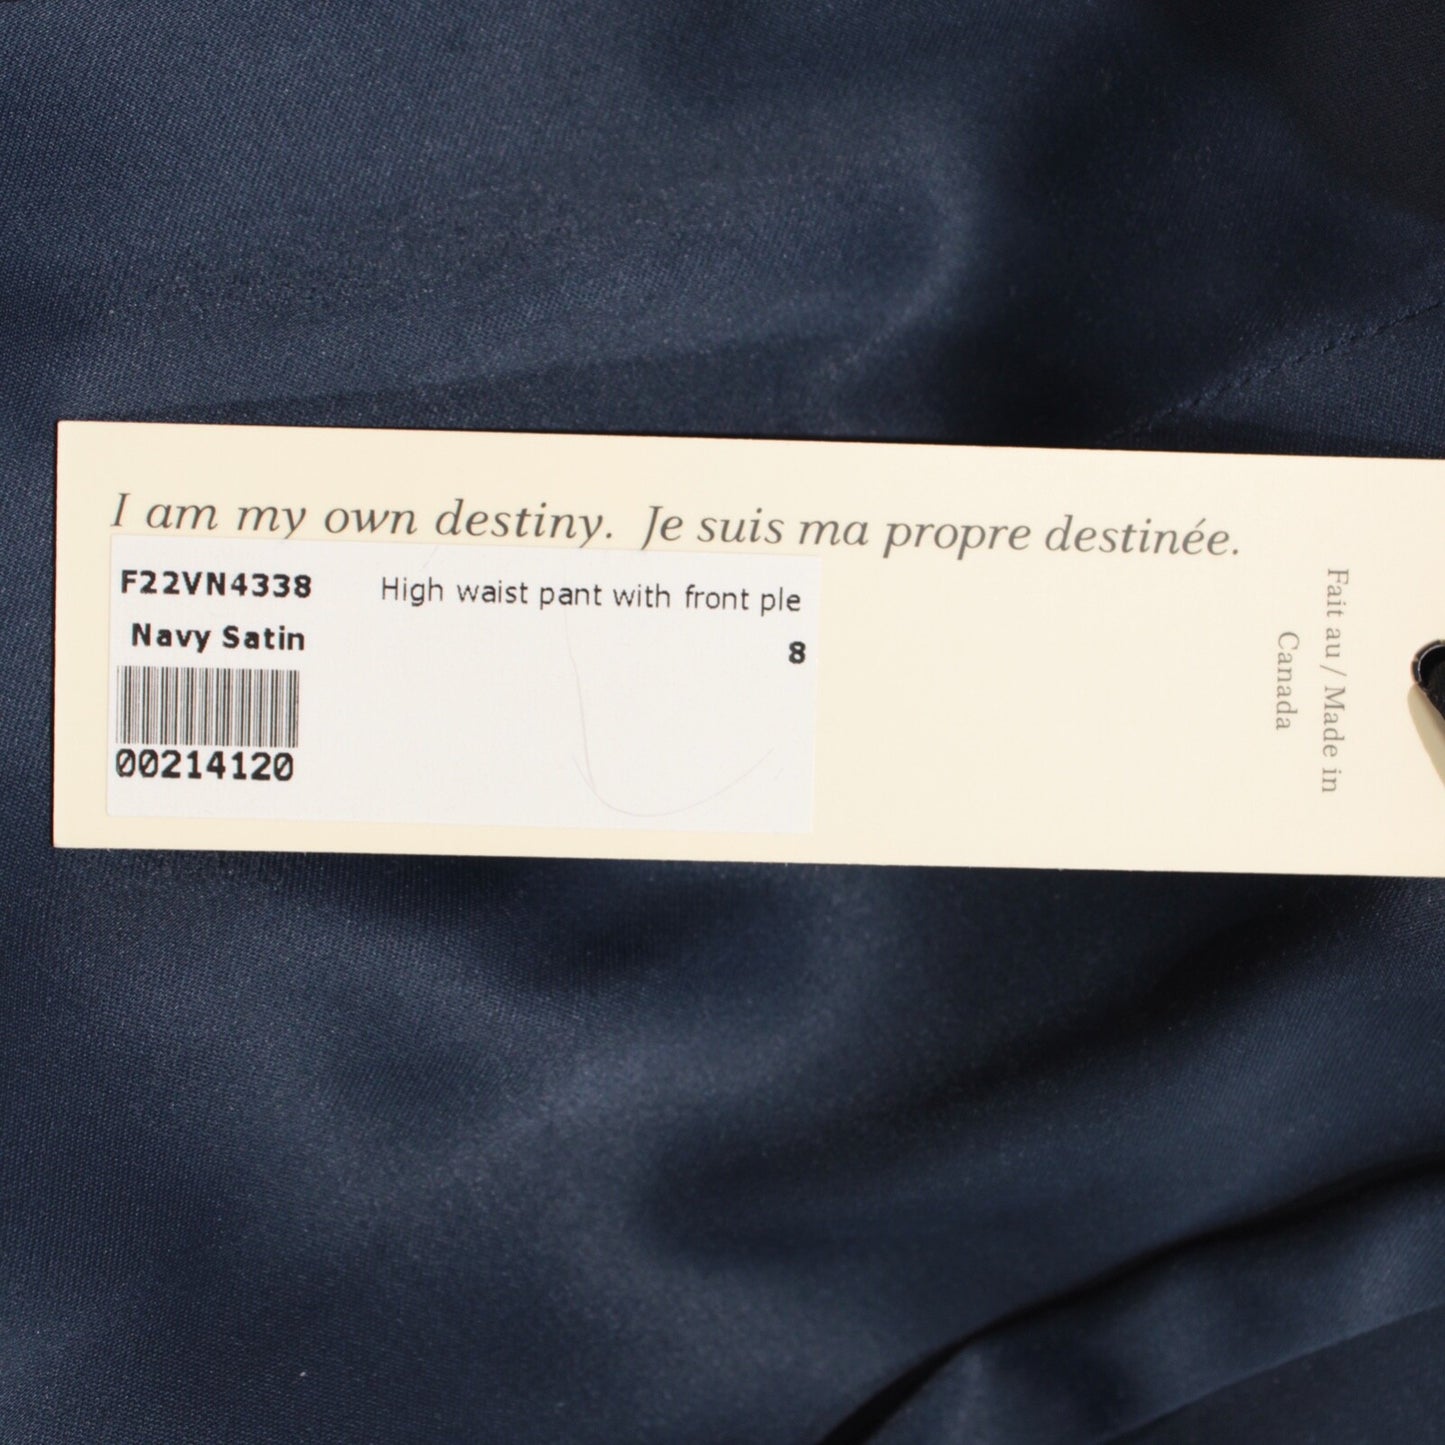 I am my own destiny. Je suis ma propre destinée.
F22VN4338 High waist pant with front ple
Navy Satin
8
00214120
Fait au / Made in
Canada